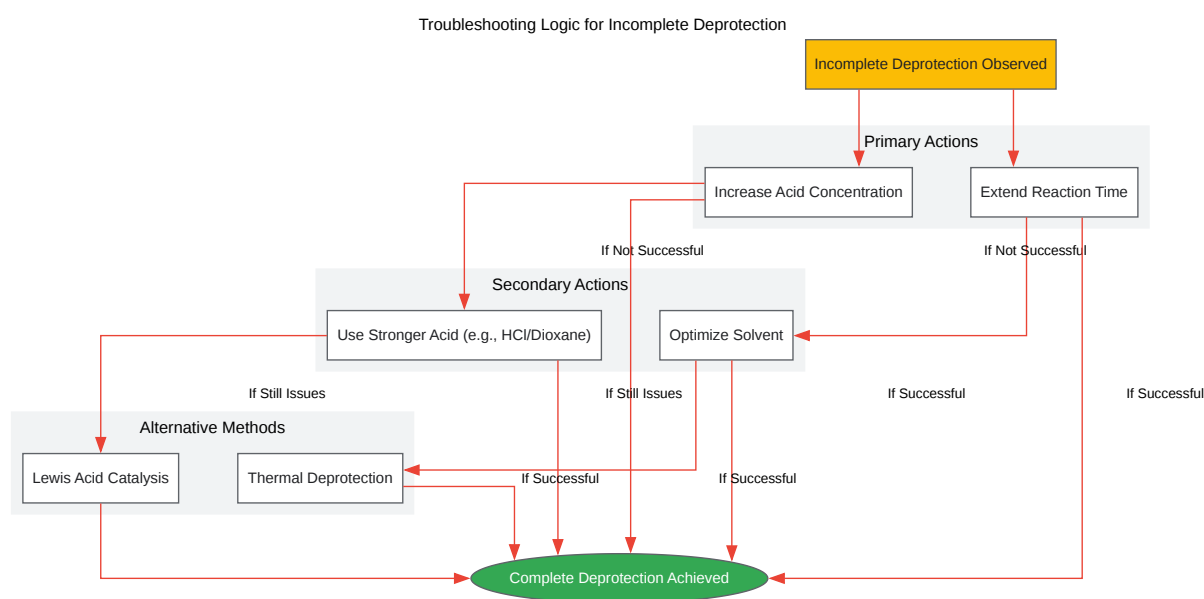 Troubleshooting Logic for Incomplete Deprotection
Incomplete Deprotection Observed
Primary Actions
Increase Acid Concentration
Extend Reaction Time
If Not Successful
If Not Successful
Secondary Actions
Use Stronger Acid (e.g., HCl/Dioxane)
Optimize Solvent
If Still Issues
If Still Issues
If Successful
If Successful
Alternative Methods
Lewis Acid Catalysis
Thermal Deprotection
If Successful
If Successful
Complete Deprotection Achieved